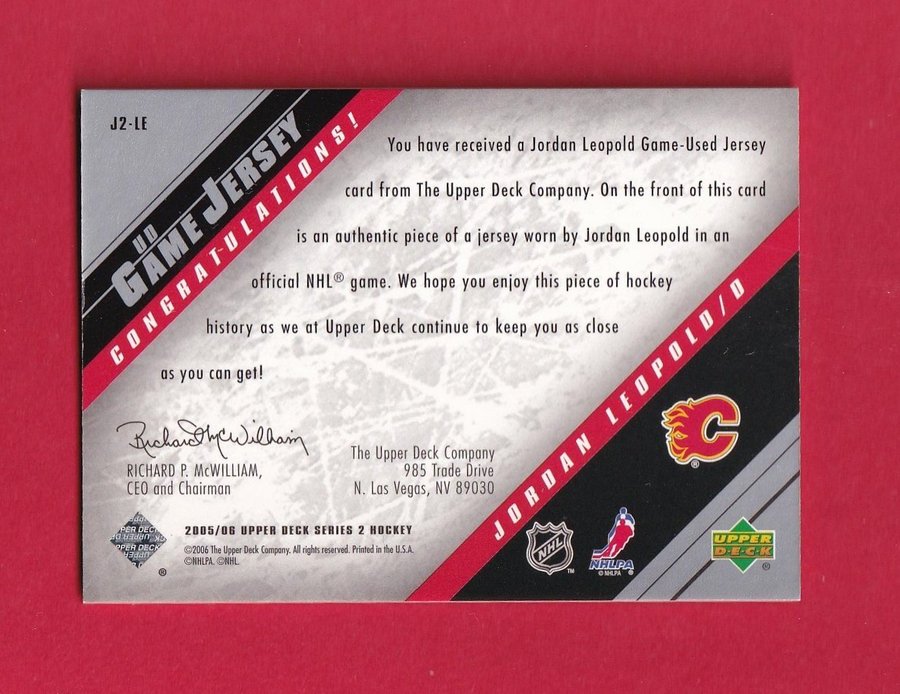 J2-LE
UD
GAME JERSEY
CONGRATULATIONS!
You have received a Jordan Leopold Game-Used Jersey
card from The Upper Deck Company. On the front of this card
is an authentic piece of a jersey worn by Jordan Leopold in an
official NHL® game. We hope you enjoy this piece of hockey
history as we at Upper Deck continue to keep you as close
as you can get!
Richard McWilliam
RICHARD P. McWILLIAM,
CEO and Chairman
The Upper Deck Company
985 Trade Drive
N. Las Vegas, NV 89030
JORDAN LEOPOLD/D
C
®
2005/06 UPPER DECK SERIES 2 HOCKEY
©2006 The Upper Deck Company. All rights reserved. Printed in the U.S.A.
©NHLPA. ©NHL.
UPPER DECK
®
NHL
™
NHLPA
© NHLPA ®
UPPER
DECK
®